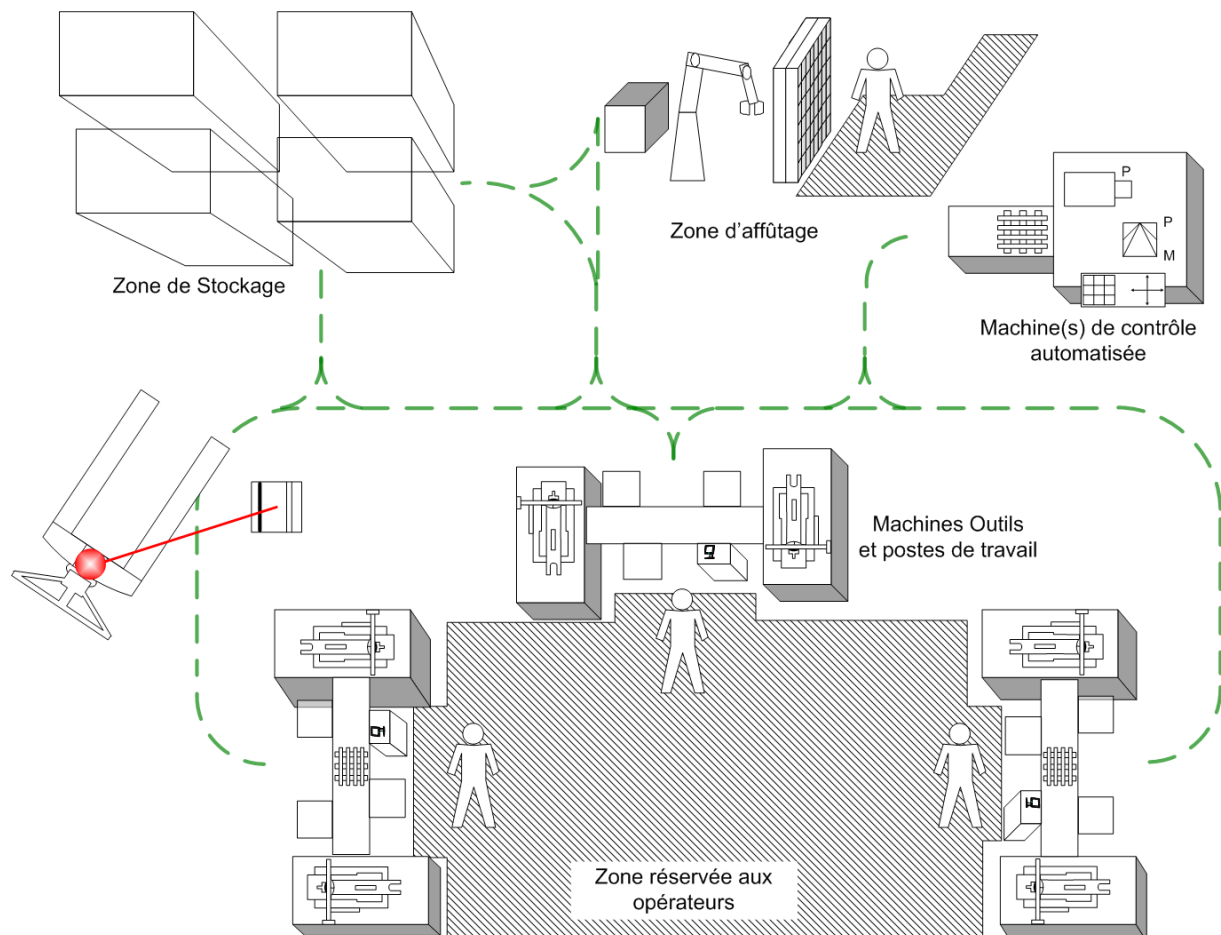 Zone de Stockage
Zone d'affûtage
P
P
M
Machine(s) de contrôle
automatisée
Machines Outils
et postes de travail
Zone réservée aux
opérateurs